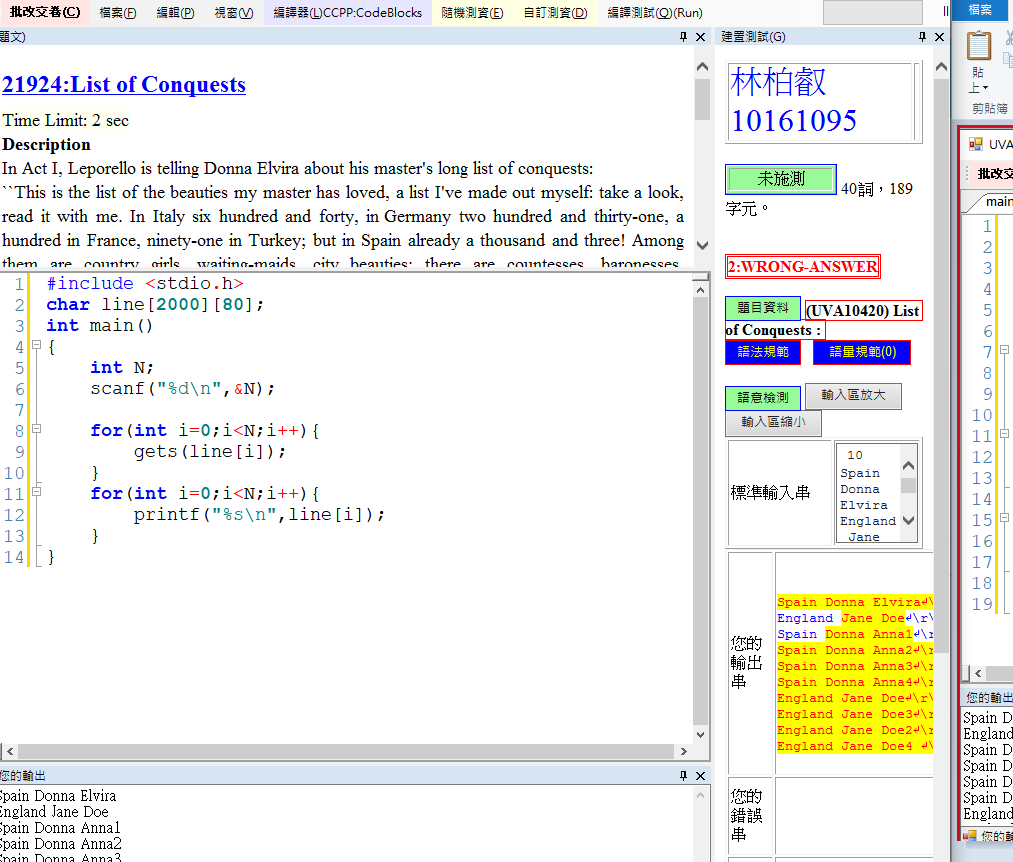 批改交卷(C) 檔案(F) 編輯(P) 視窗(V) 編譯器(L)CCPP:CodeBlocks 隨機測資(E) 自訂測資(D) 編譯測試(Q)(Run)
題文)
21924:List of Conquests
Time Limit: 2 sec
Description
In Act I, Leporello is telling Donna Elvira about his master's long list of conquests:
``This is the list of the beauties my master has loved, a list I've made out myself: take a look,
read it with me. In Italy six hundred and forty, in Germany two hundred and thirty-one, a
hundred in France, ninety-one in Turkey; but in Spain already a thousand and three! Among
them are country girls, waiting-maids, city beauties; there are countesses, baronesses,
1 #include <stdio.h>
2 char line[2000][80];
3 int main()
4 {
5 int N;
6 scanf("%d\n",&N);
7
8 for(int i=0;i<N;i++){
9 gets(line[i]);
10 }
11 for(int i=0;i<N;i++){
12 printf("%s\n",line[i]);
13 }
14 }
您的輸出
Spain Donna Elvira
England Jane Doe
Spain Donna Anna1
Spain Donna Anna2
Spain Donna Anna3
建置測試(G)
林柏叡
10161095
未施測 40詞，189
字元。
2:WRONG-ANSWER
題目資料 (UVA10420) List
of Conquests :
語法規範 語量規範(0)
語意檢測 輸入區放大
輸入區縮小
標準輸入串
10
Spain
Donna
Elvira
England
Jane
您的
輸出
串
Spain Donna Elvira↲\
England Jane Doe↲\r\
Spain Donna Anna1↲\r
Spain Donna Anna2↲\r
Spain Donna Anna3↲\r
Spain Donna Anna4↲\r
England Jane Doe↲\r\
England Jane Doe3↲\r
England Jane Doe2↲\r
England Jane Doe4 ↲\
您的
錯誤
串
檔案
貼
上
剪貼簿
UVA
批改交
main
1
2
3
4
5
6
7
8
9
10
11
12
13
14
15
16
17
18
19
您的輸出
Spain D
England
Spain D
Spain D
Spain D
Spain D
England
您的